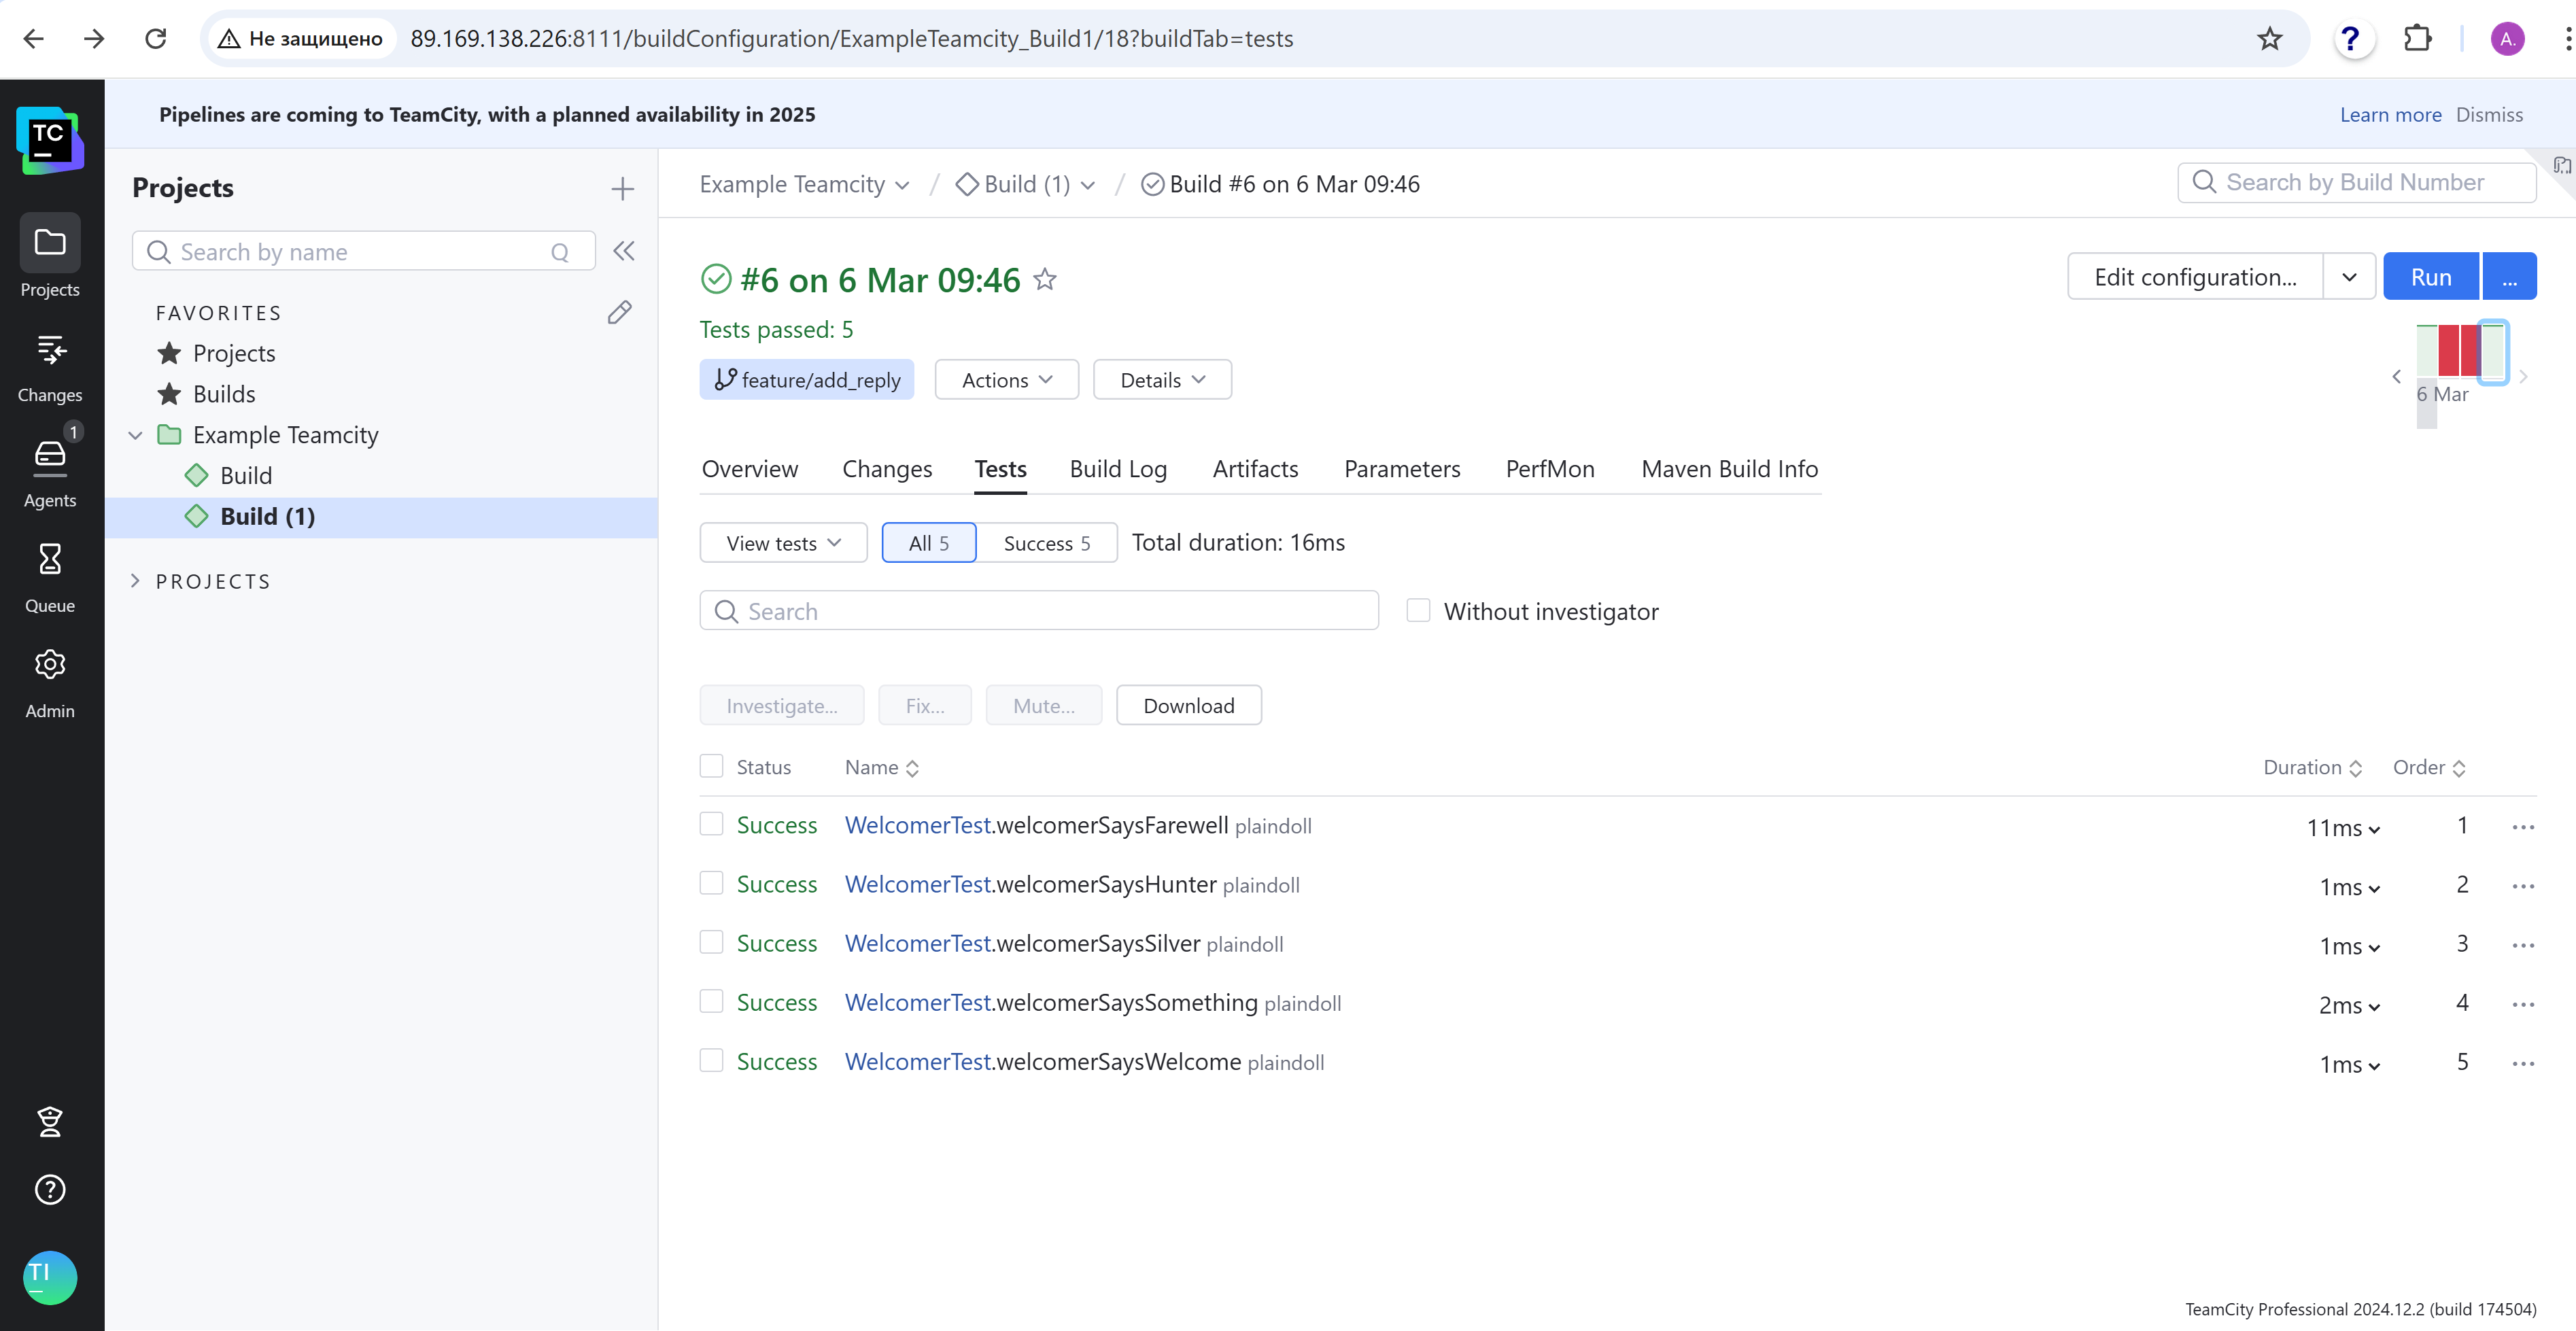 Не защищено 89.169.138.226:8111/buildConfiguration/ExampleTeamcity_Build1/18?buildTab=tests
? A.
Pipelines are coming to TeamCity, with a planned availability in 2025 Learn more Dismiss
TC
Projects
Changes
1
Agents
Queue
Admin
TI
Projects
Search by name Q
FAVORITES
Projects
Builds
Example Teamcity
Build
Build (1)
PROJECTS
Example Teamcity / Build (1) / Build #6 on 6 Mar 09:46 Search by Build Number
#6 on 6 Mar 09:46 Edit configuration... Run ...
Tests passed: 5
feature/add_reply Actions Details
6 Mar
Overview Changes Tests Build Log Artifacts Parameters PerfMon Maven Build Info
View tests All 5 Success 5 Total duration: 16ms
Search Without investigator
Investigate... Fix... Mute... Download
Status Name Duration Order
Success WelcomerTest.welcomerSaysFarewell plaindoll 11ms 1
Success WelcomerTest.welcomerSaysHunter plaindoll 1ms 2
Success WelcomerTest.welcomerSaysSilver plaindoll 1ms 3
Success WelcomerTest.welcomerSaysSomething plaindoll 2ms 4
Success WelcomerTest.welcomerSaysWelcome plaindoll 1ms 5
TeamCity Professional 2024.12.2 (build 174504)